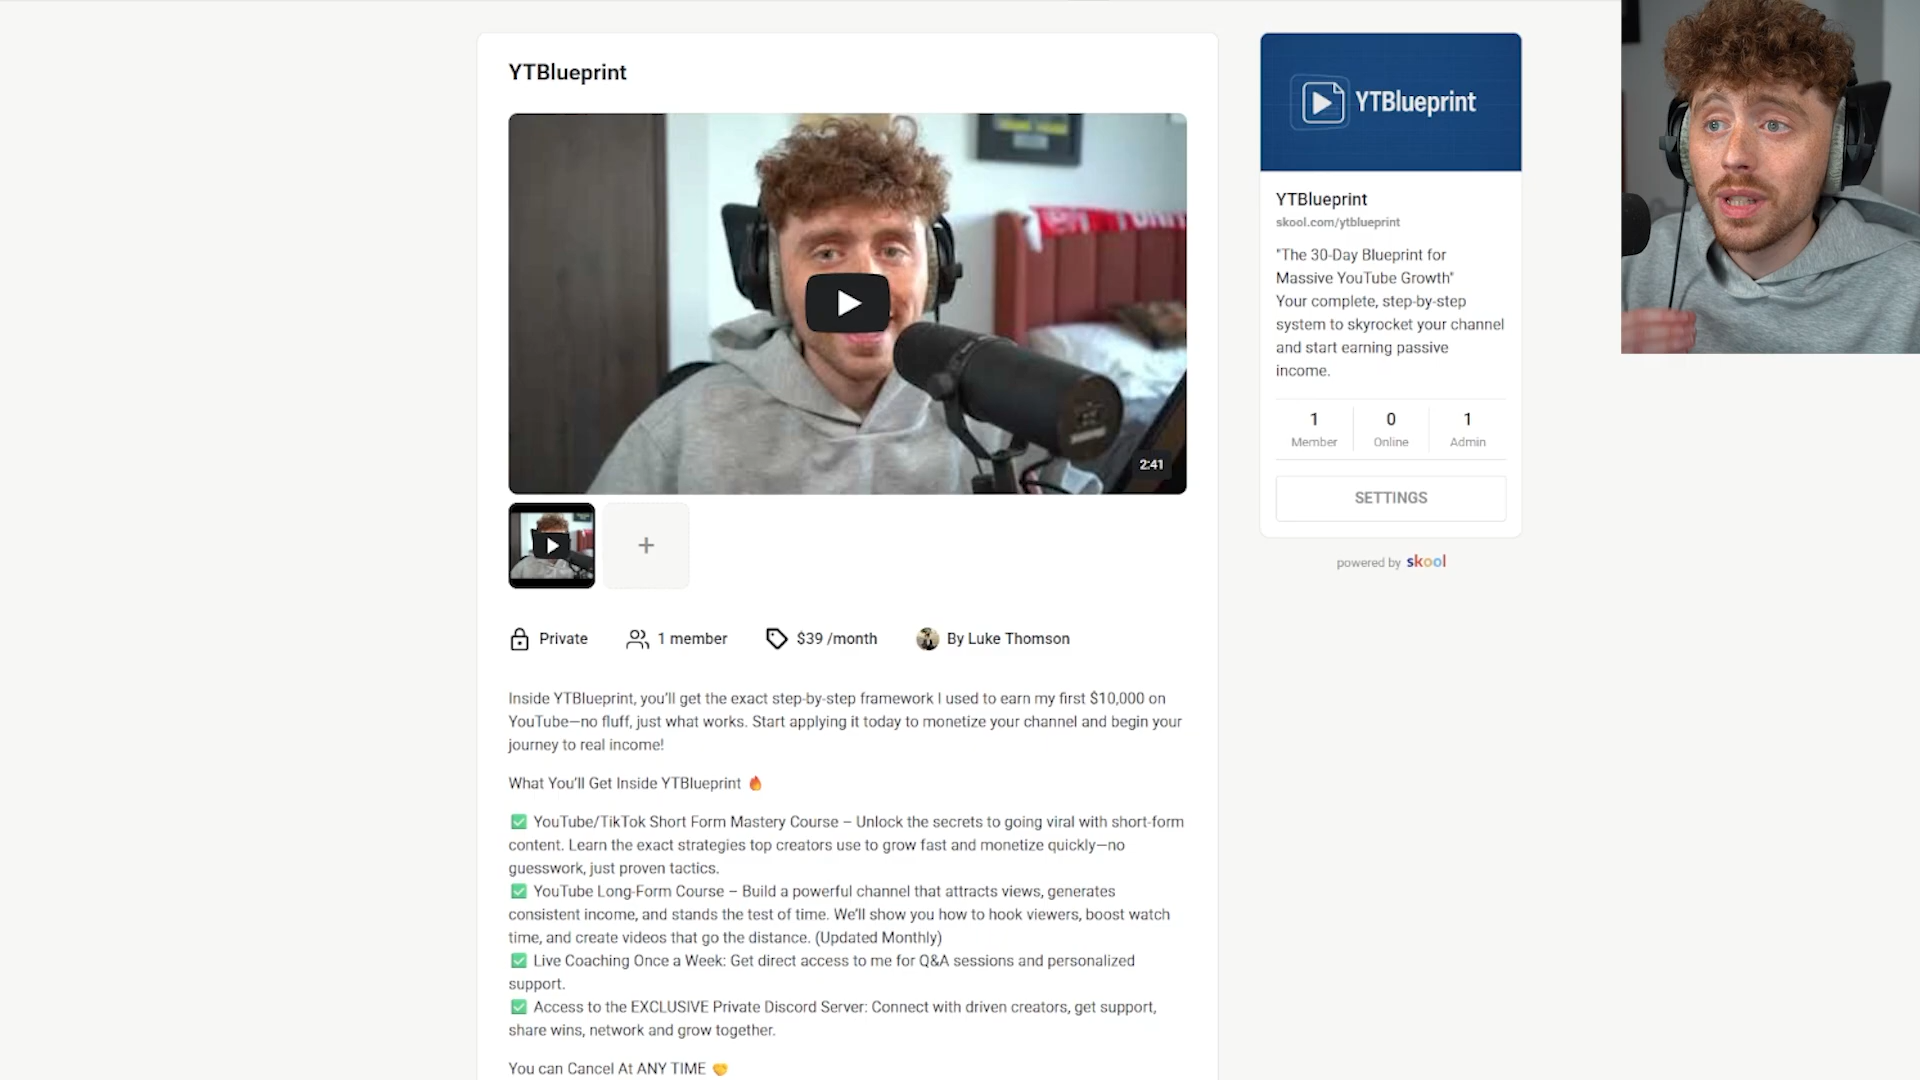 YTBlueprint
2:41
Private
1 member
$39 /month
By Luke Thomson
Inside YTBlueprint, you’ll get the exact step-by-step framework I used to earn my first $10,000 on
YouTube—no fluff, just what works. Start applying it today to monetize your channel and begin your
journey to real income!
What You’ll Get Inside YTBlueprint 🔥
✅ YouTube/TikTok Short Form Mastery Course – Unlock the secrets to going viral with short-form
content. Learn the exact strategies top creators use to grow fast and monetize quickly—no
guesswork, just proven tactics.
✅ YouTube Long-Form Course – Build a powerful channel that attracts views, generates
consistent income, and stands the test of time. We’ll show you how to hook viewers, boost watch
time, and create videos that go the distance. (Updated Monthly)
✅ Live Coaching Once a Week: Get direct access to me for Q&A sessions and personalized
support.
✅ Access to the EXCLUSIVE Private Discord Server: Connect with driven creators, get support,
share wins, network and grow together.
You can Cancel At ANY TIME 🤝
YTBlueprint
YTBlueprint
skool.com/ytblueprint
"The 30-Day Blueprint for
Massive YouTube Growth"
Your complete, step-by-step
system to skyrocket your channel
and start earning passive
income.
1
Member
0
Online
1
Admin
SETTINGS
powered by skool